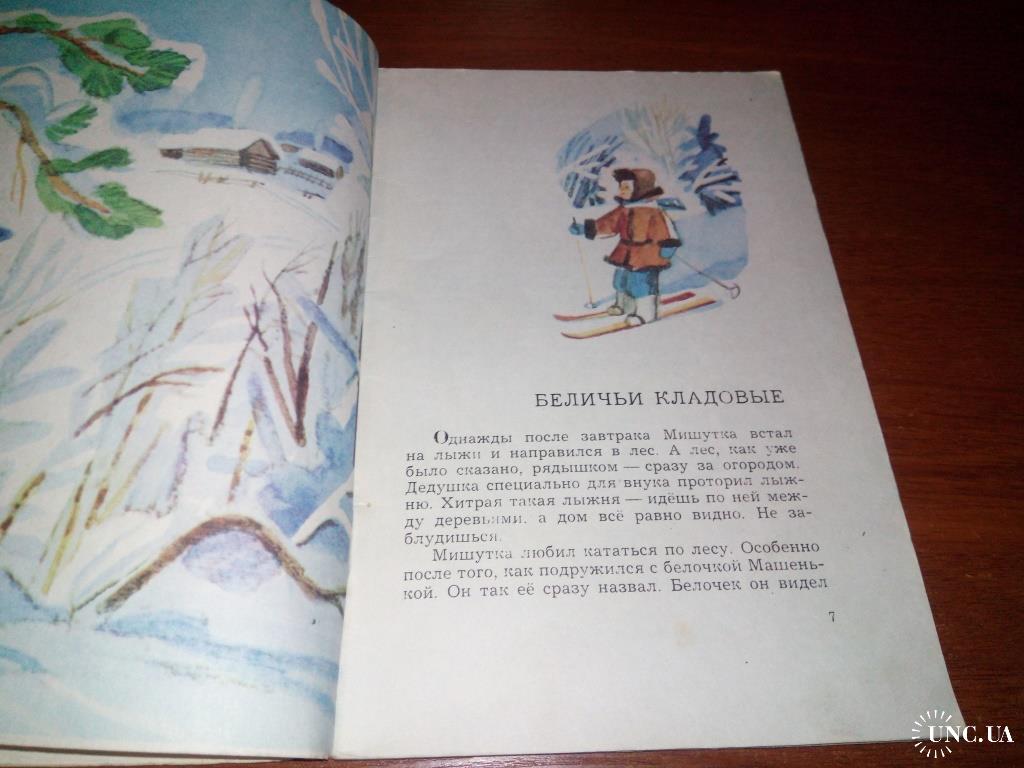 БЕЛИЧЬИ КЛАДОВЫЕ
Однажды после завтрака Мишутка встал
на лыжи и направился в лес. А лес, как уже
было сказано, рядышком — сразу за огородом.
Дедушка специально для внука проторил лыж-
ню. Хитрая такая лыжня — идёшь по ней меж-
ду деревьями, а дом всё равно видно. Не за-
блудишься.
Мишутка любил кататься по лесу. Особенно
после того, как подружился с белочкой Машень-
кой. Он так её сразу назвал. Белочек он видел
7
UNC.UA